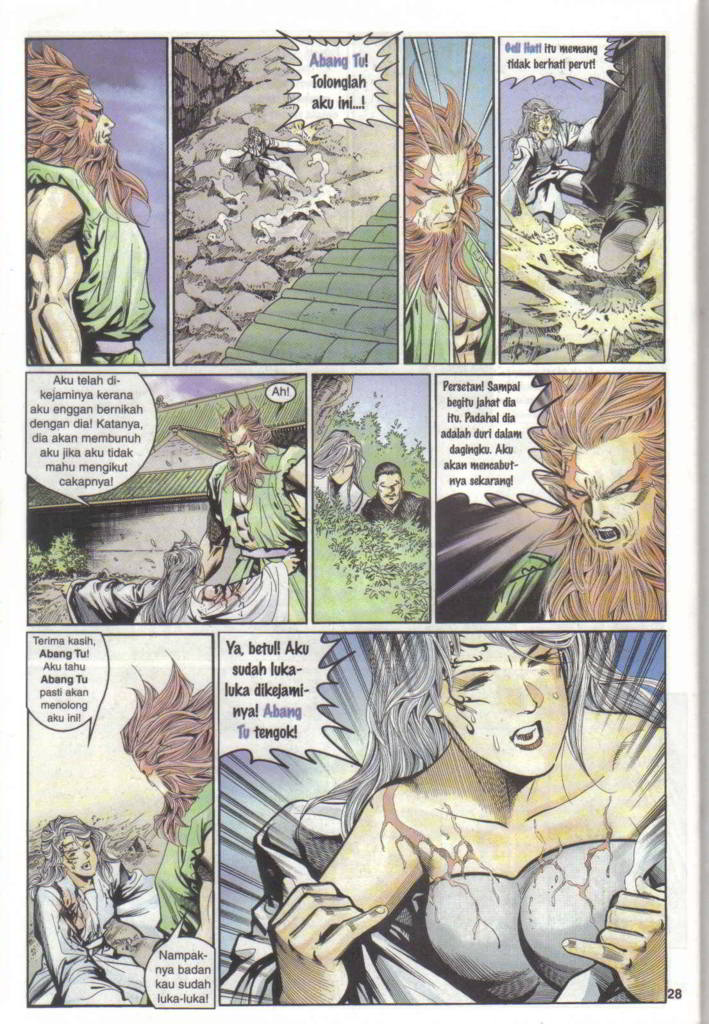 Abang Tu!
Tolonglah
aku ini...!
Geli Hati itu memang
tidak berhati perut!
Aku telah di-
kejaminya kerana
aku enggan bernikah
dengan dia! Katanya,
dia akan membunuh
aku jika aku tidak
mahu mengikut
cakapnya!
Ah!
Persetan! Sampai
begitu jahat dia
itu. Padahal dia
adalah duri dalam
dagingku. Aku
akan mencabut-
nya sekarang!
Terima kasih,
Abang Tu!
Aku tahu
Abang Tu
pasti akan
menolong
aku ini!
Nampak-
nya badan
kau sudah
luka-luka!
Ya, betul! Aku
sudah luka-
luka dikejami-
nya! Abang
Tu tengok!
28